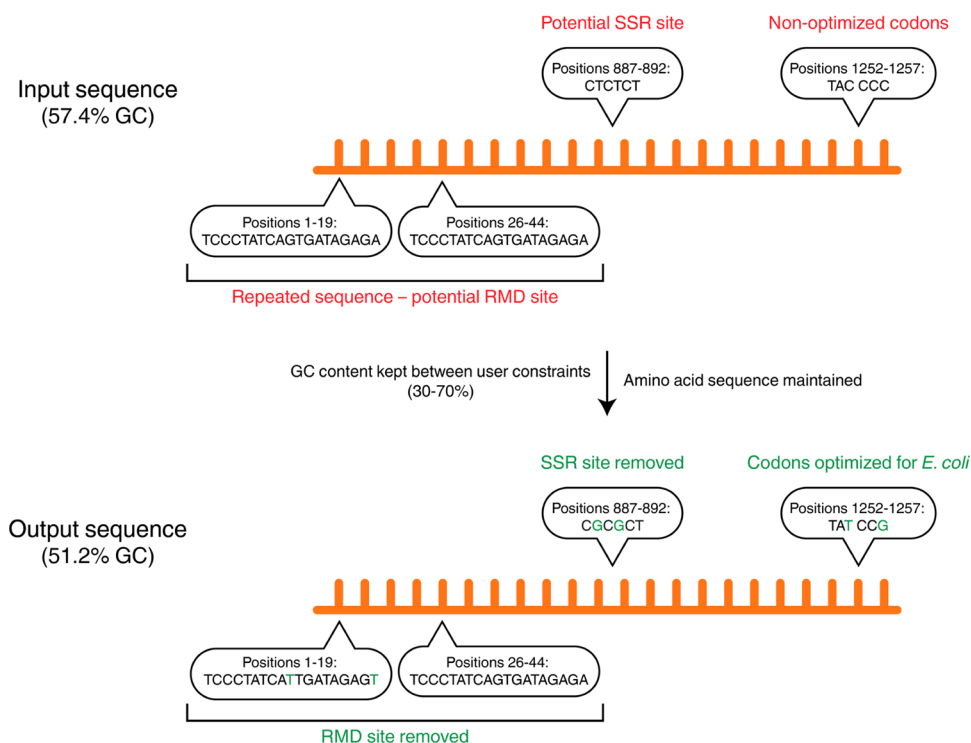 Potential SSR site
Non-optimized codons
Input sequence
(57.4% GC)
Positions 887-892:
CTCTCT
Positions 1252-1257:
TAC CCC
Positions 1-19:
TCCCTATCAGTGATAGAGA
Positions 26-44:
TCCCTATCAGTGATAGAGA
Repeated sequence – potential RMD site
GC content kept between user constraints
(30-70%)
Amino acid sequence maintained
SSR site removed
Codons optimized for E. coli
Output sequence
(51.2% GC)
Positions 887-892:
CGCGCT
Positions 1252-1257:
TAT CCG
Positions 1-19:
TCCCTATCATTGATAGAGT
Positions 26-44:
TCCCTATCAGTGATAGAGA
RMD site removed